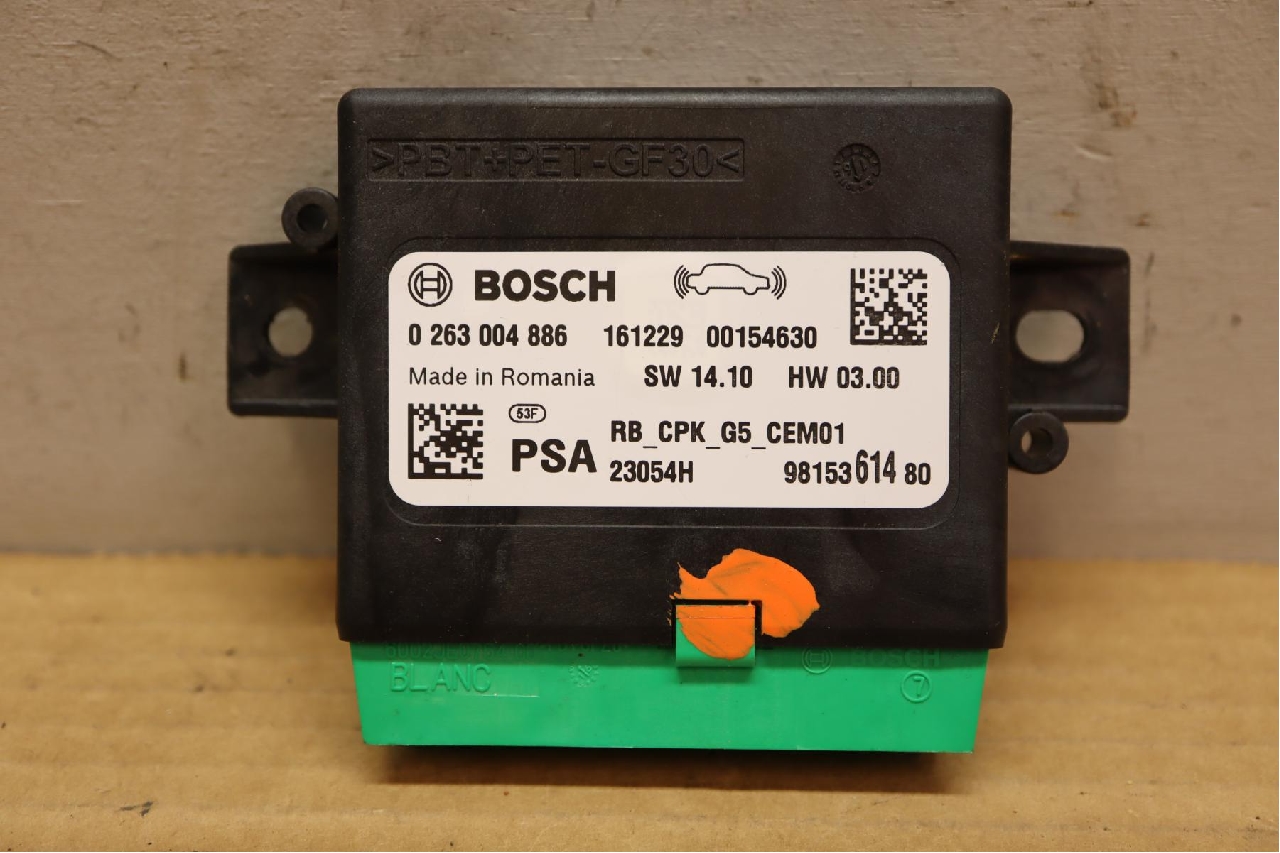 >PBT+PET-GF30<
BOSCH
0 263 004 886 161229 00154630
Made in Romania SW 14.10 HW 03.00
53F
PSA RB_CPK_G5_CEM01
23054H 98153614 80
BOSCH
BLANC 7